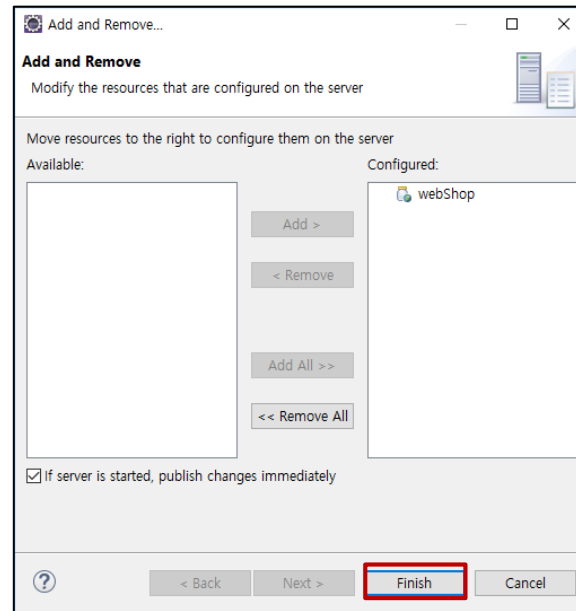 Add and Remove...
Add and Remove
Modify the resources that are configured on the server
Move resources to the right to configure them on the server
Available:
Configured:
webShop
Add >
< Remove
Add All >>
<< Remove All
If server is started, publish changes immediately
?
< Back
Next >
Finish
Cancel